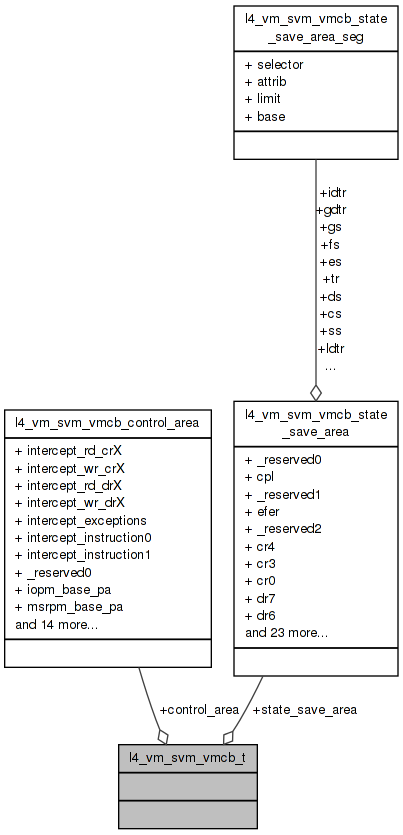 l4_vm_svm_vmcb_state
_save_area_seg
+ selector
+ attrib
+ limit
+ base
+idtr
+gdtr
+gs
+fs
+es
+tr
+ds
+cs
+ss
+ldtr
...
l4_vm_svm_vmcb_control_area
+ intercept_rd_crX
+ intercept_wr_crX
+ intercept_rd_drX
+ intercept_wr_drX
+ intercept_exceptions
+ intercept_instruction0
+ intercept_instruction1
+ _reserved0
+ iopm_base_pa
+ msrpm_base_pa
and 14 more...
l4_vm_svm_vmcb_state
_save_area
+ _reserved0
+ cpl
+ _reserved1
+ efer
+ _reserved2
+ cr4
+ cr3
+ cr0
+ dr7
+ dr6
and 23 more...
+control_area
+state_save_area
l4_vm_svm_vmcb_t